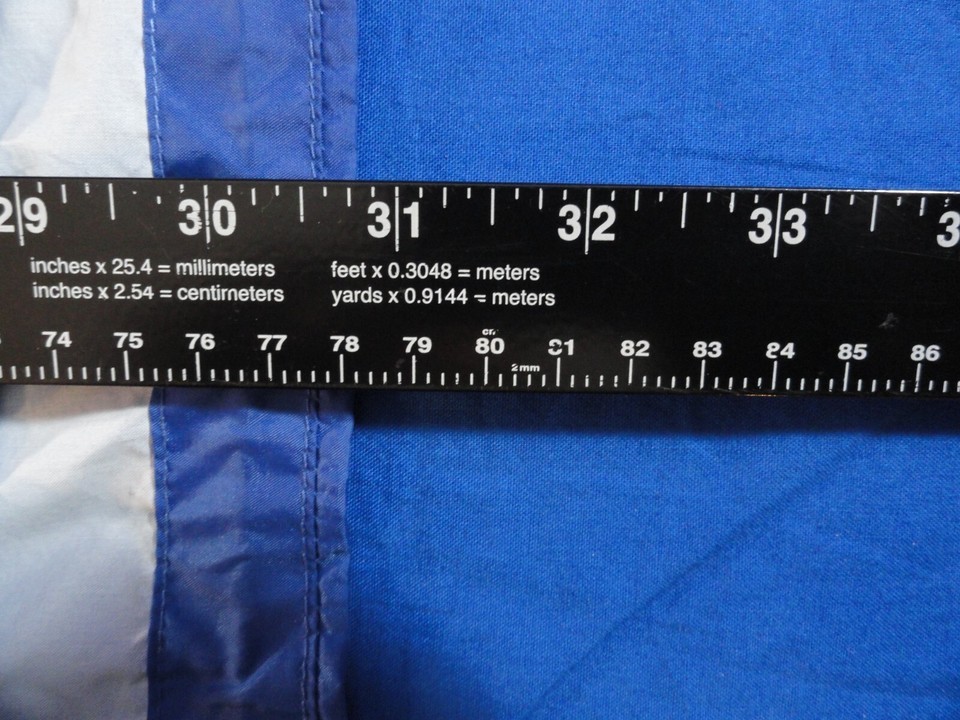 29 30 31 32 33 3
inches x 25.4 = millimeters feet x 0.3048 = meters
inches x 2.54 = centimeters yards x 0.9144 = meters
cm
74 75 76 77 78 79 80 81 82 83 84 85 86
2mm